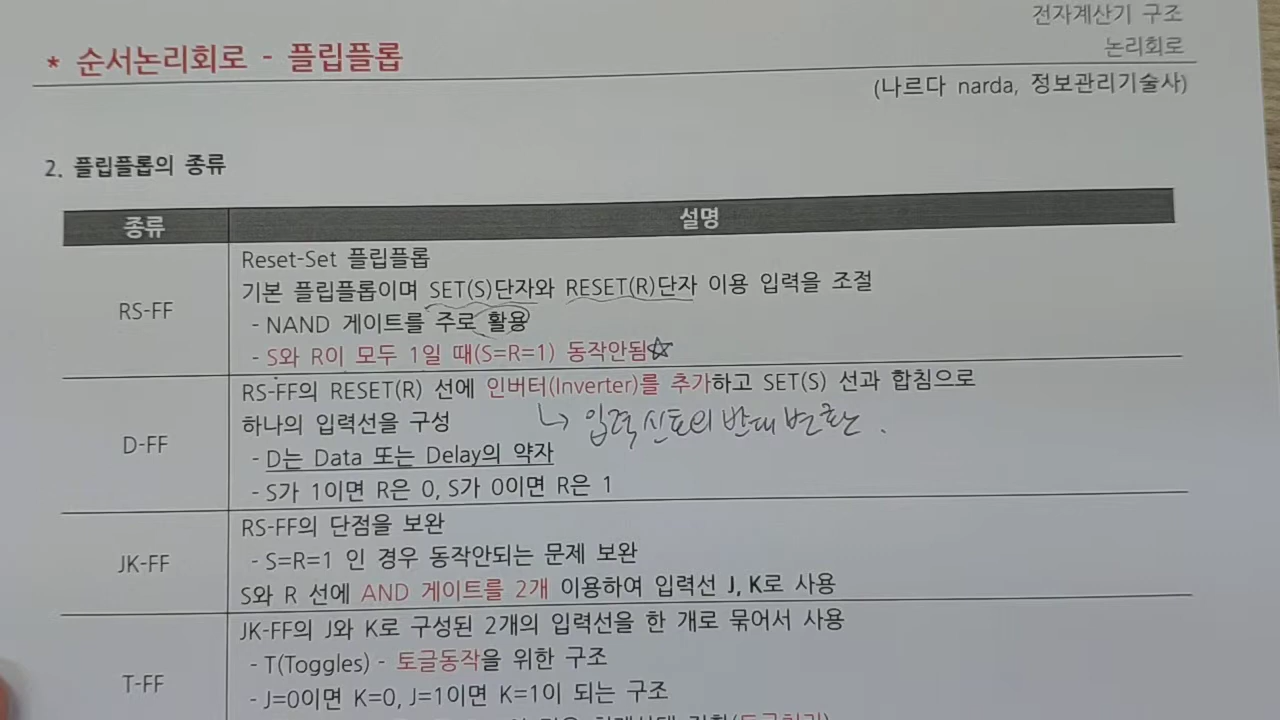 전자계산기 구조
* 순서논리회로 - 플립플롭
논리회로
(나르다 narda, 정보관리기술사)
2. 플립플롭의 종류
종류 설명
RS-FF
Reset-Set 플립플롭
기본 플립플롭이며 SET(S)단자와 RESET(R)단자 이용 입력을 조절
- NAND 게이트를 주로 활용
- S와 R이 모두 1일 때(S=R=1) 동작안됨☆
D-FF
RS-FF의 RESET(R) 선에 인버터(Inverter)를 추가하고 SET(S) 선과 합침으로
하나의 입력선을 구성
↳ 입력 신호의 반대 변환 .
- D는 Data 또는 Delay의 약자
- S가 1이면 R은 0, S가 0이면 R은 1
JK-FF
RS-FF의 단점을 보완
- S=R=1 인 경우 동작안되는 문제 보완
S와 R 선에 AND 게이트를 2개 이용하여 입력선 J, K로 사용
T-FF
JK-FF의 J와 K로 구성된 2개의 입력선을 한 개로 묶어서 사용
- T(Toggles) - 토글동작을 위한 구조
- J=0이면 K=0, J=1이면 K=1이 되는 구조